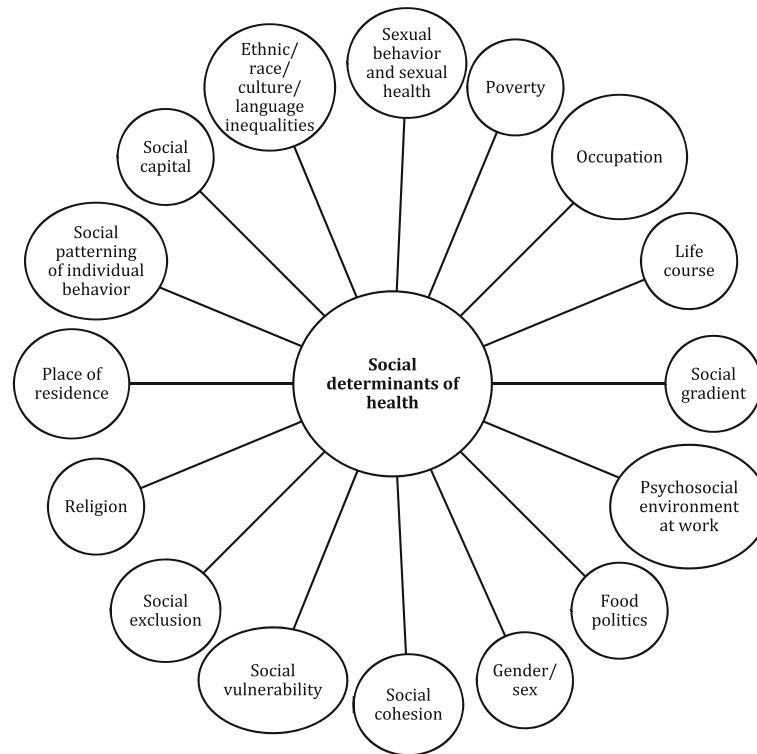 Sexual
behavior
and sexual
health
Poverty
Occupation
Life
course
Social
gradient
Psychosocial
environment
at work
Food
politics
Gender/
sex
Social
cohesion
Social
vulnerability
Social
exclusion
Religion
Place of
residence
Social
patterning
of individual
behavior
Social
capital
Ethnic/
race/
culture/
language
inequalities
Social
determinants of
health